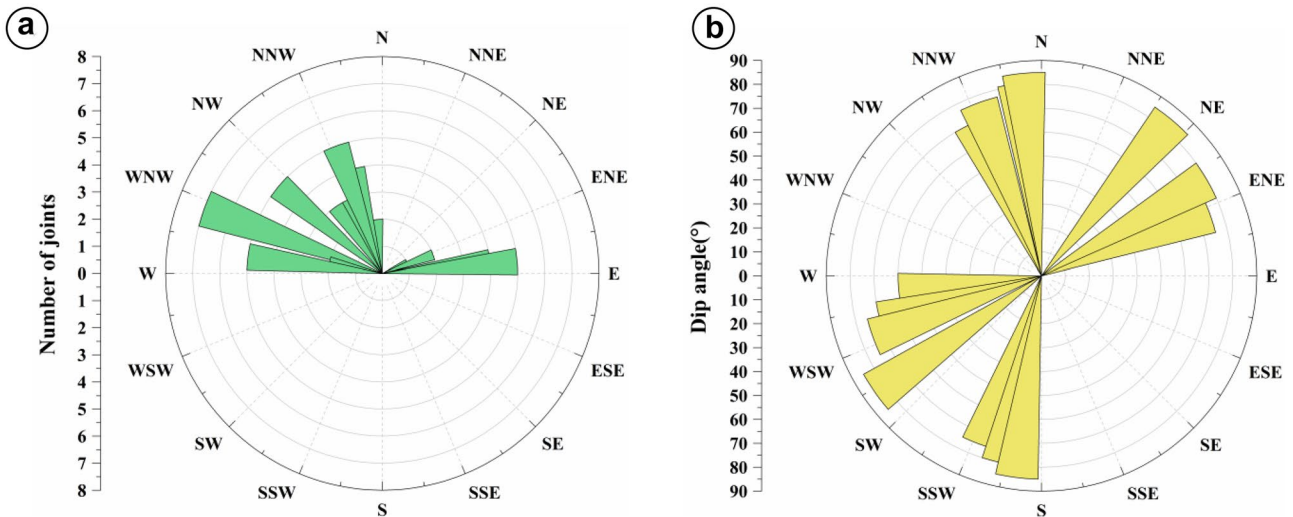 a
Number of joints
8
7
6
5
4
3
2
1
0
1
2
3
4
5
6
7
8
N
NNE
NE
ENE
E
ESE
SE
SSE
S
SSW
SW
WSW
W
WNW
NW
NNW
b
Dip angle(°)
90
80
70
60
50
40
30
20
10
0
10
20
30
40
50
60
70
80
90
N
NNE
NE
ENE
E
ESE
SE
SSE
S
SSW
SW
WSW
W
WNW
NW
NNW